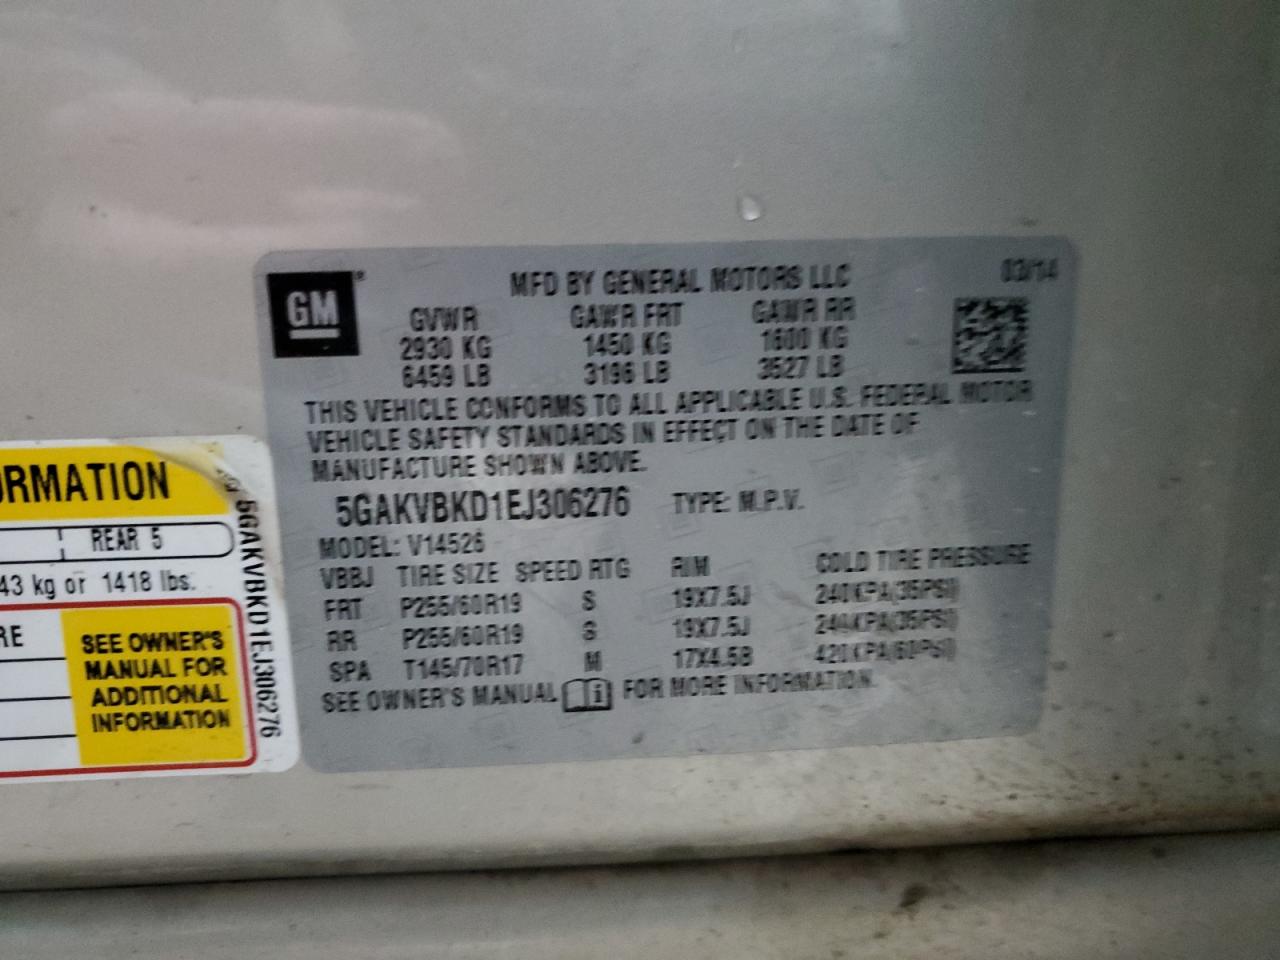 GM
MFD BY GENERAL MOTORS LLC 03/14
GVWR GAWR FRT GAWR RR
2930 KG 1450 KG 1600 KG
6459 LB 3196 LB 3527 LB
THIS VEHICLE CONFORMS TO ALL APPLICABLE U.S. FEDERAL MOTOR
VEHICLE SAFETY STANDARDS IN EFFECT ON THE DATE OF
MANUFACTURE SHOWN ABOVE.
5GAKVBKD1EJ306276 TYPE: M.P.V.
MODEL: V14526
VBBJ TIRE SIZE SPEED RTG RIM COLD TIRE PRESSURE
FRT P255/60R19 S 19X7.5J 240KPA(35PSI)
RR P255/60R19 S 19X7.5J 240KPA(35PSI)
SPA T145/70R17 M 17X4.5B 420KPA(60PSI)
SEE OWNER'S MANUAL FOR MORE INFORMATION.
ORMATION
REAR 5
43 kg or 1418 lbs.
RE
SEE OWNER'S
MANUAL FOR
ADDITIONAL
INFORMATION
5GAKVBKD1EJ306276